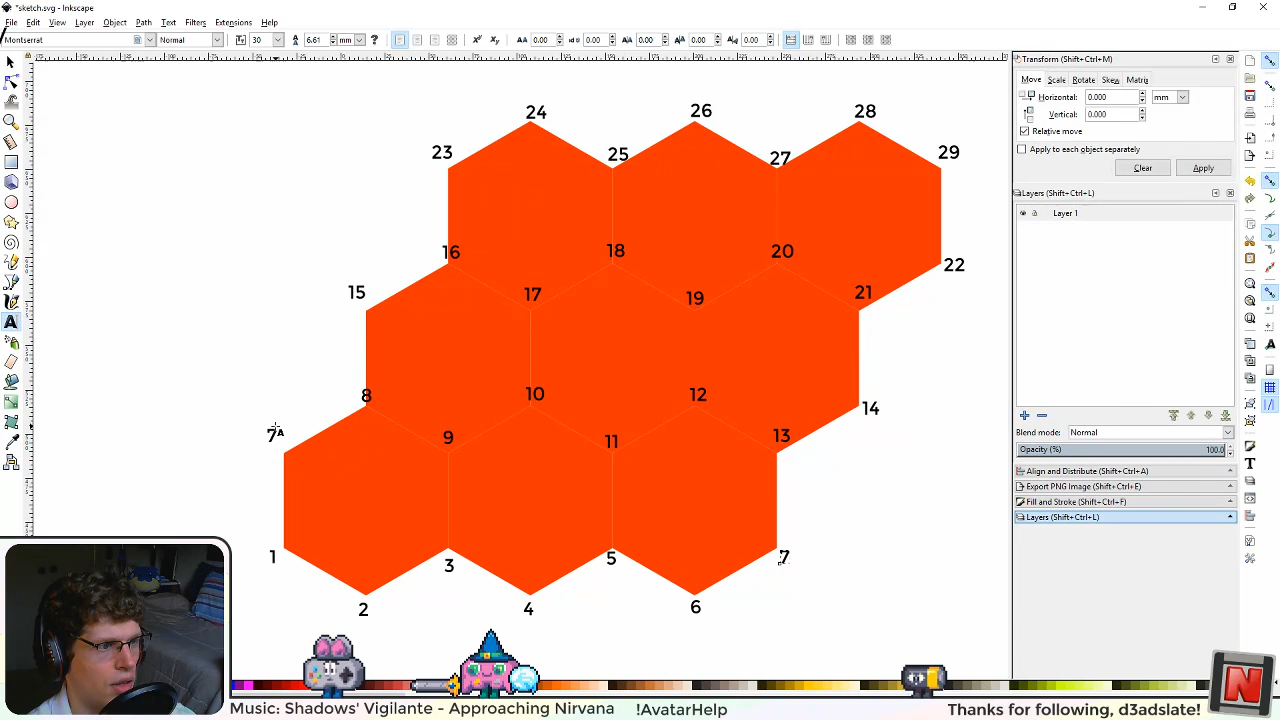 *sketch.svg - Inkscape
File Edit View Layer Object Path Text Filters Extensions Help
Montserrat Normal 30 6.61 mm 0.00 0.00 0.00 0.00 0.00
Transform (Shift+Ctrl+M)
Move Scale Rotate Skew Matrix
Horizontal: 0.000 mm
Vertical: 0.000
Relative move
Apply to each object separately
Clear Apply
Layers (Shift+Ctrl+L)
Layer 1
Blend mode: Normal
Opacity (%) 100.0
Align and Distribute (Shift+Ctrl+A)
Export PNG Image (Shift+Ctrl+E)
Fill and Stroke (Shift+Ctrl+F)
Layers (Shift+Ctrl+L)
24 26 28
23 25 27 29
16 18 20 22
15 17 19 21
8 10 12 14
7 9 11 13
1 3 5 7
2 4 6
N
Music: Shadows' Vigilante - Approaching Nirvana !AvatarHelp Thanks for following, d3adslate!